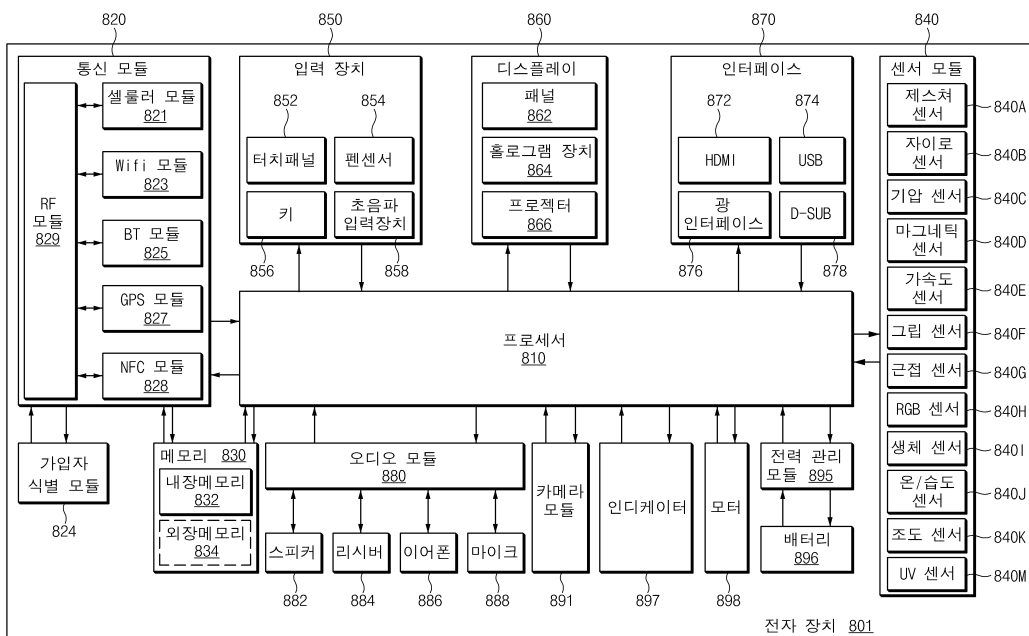 820
850
860
870
840
통신 모듈
RF
모듈
829
셀룰러 모듈
821
Wifi 모듈
823
BT 모듈
825
GPS 모듈
827
NFC 모듈
828
입력 장치
852
854
터치패널
펜센서
키
초음파
입력장치
856
858
디스플레이
패널
862
홀로그램 장치
864
프로젝터
866
인터페이스
872
874
HDMI
USB
광
인터페이스
D-SUB
876
878
센서 모듈
제스쳐
센서
840A
자이로
센서
840B
기압 센서
840C
마그네틱
센서
840D
가속도
센서
840E
그립 센서
840F
근접 센서
840G
RGB 센서
840H
생체 센서
840I
온/습도
센서
840J
조도 센서
840K
UV 센서
840M
프로세서
810
가입자
식별 모듈
824
메모리 830
내장메모리
832
외장메모리
834
오디오 모듈
880
스피커
882
리시버
884
이어폰
886
마이크
888
카메라
모듈
891
인디케이터
897
모터
898
전력 관리
모듈 895
배터리
896
전자 장치 801